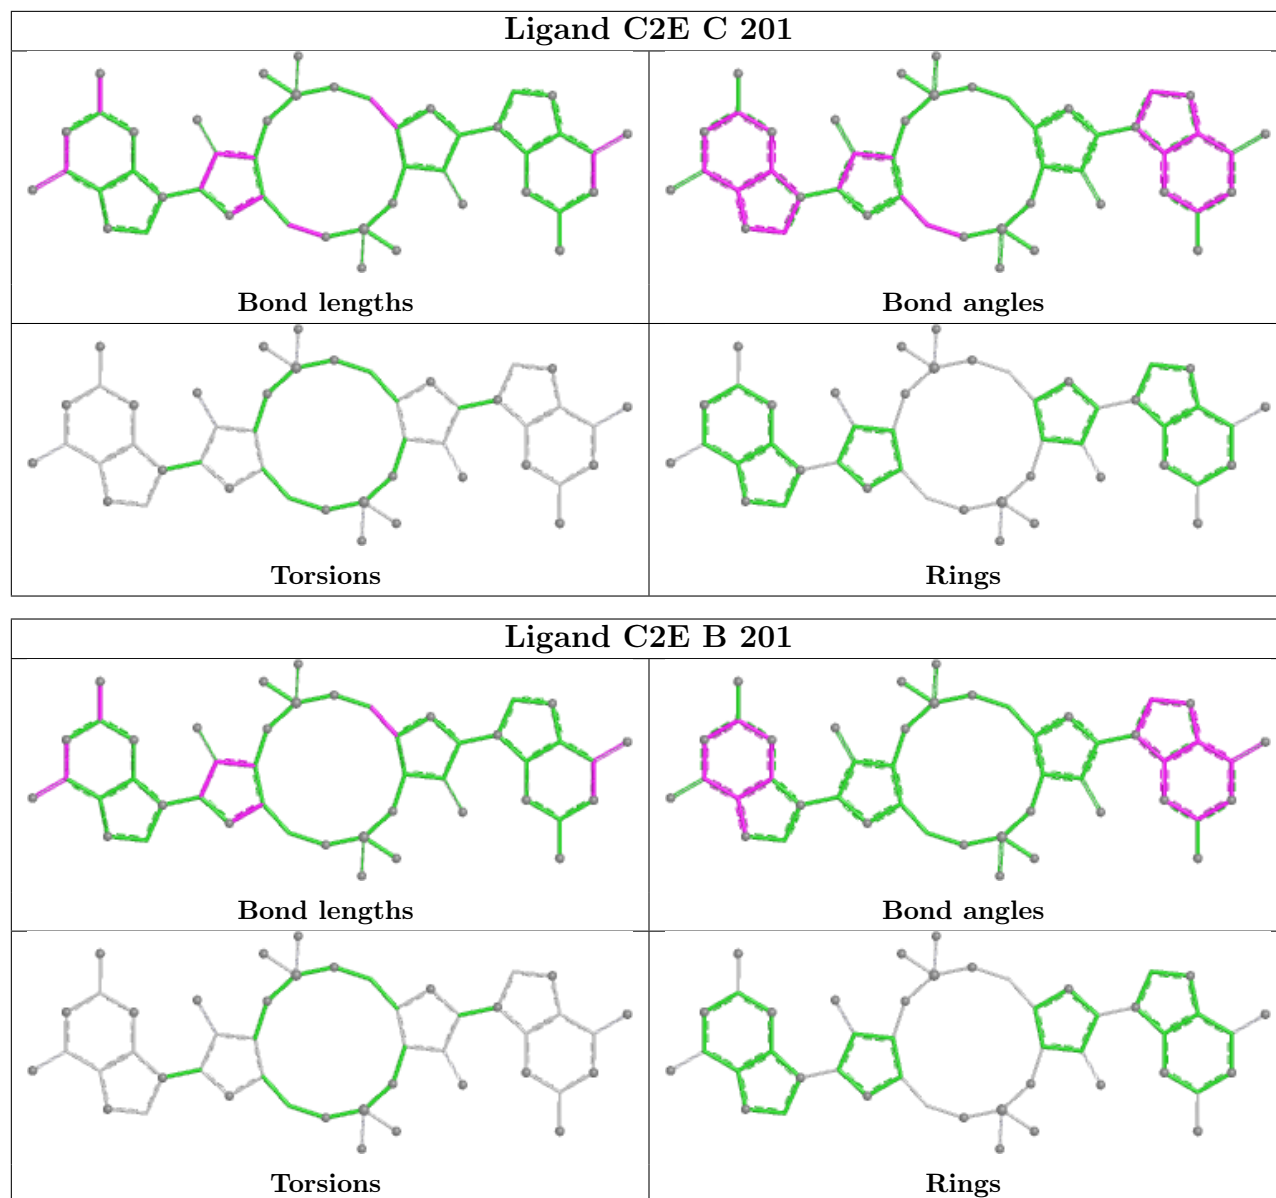 Ligand C2E C 201
Bond lengths
Bond angles
Torsions
Rings
Ligand C2E B 201
Bond lengths
Bond angles
Torsions
Rings